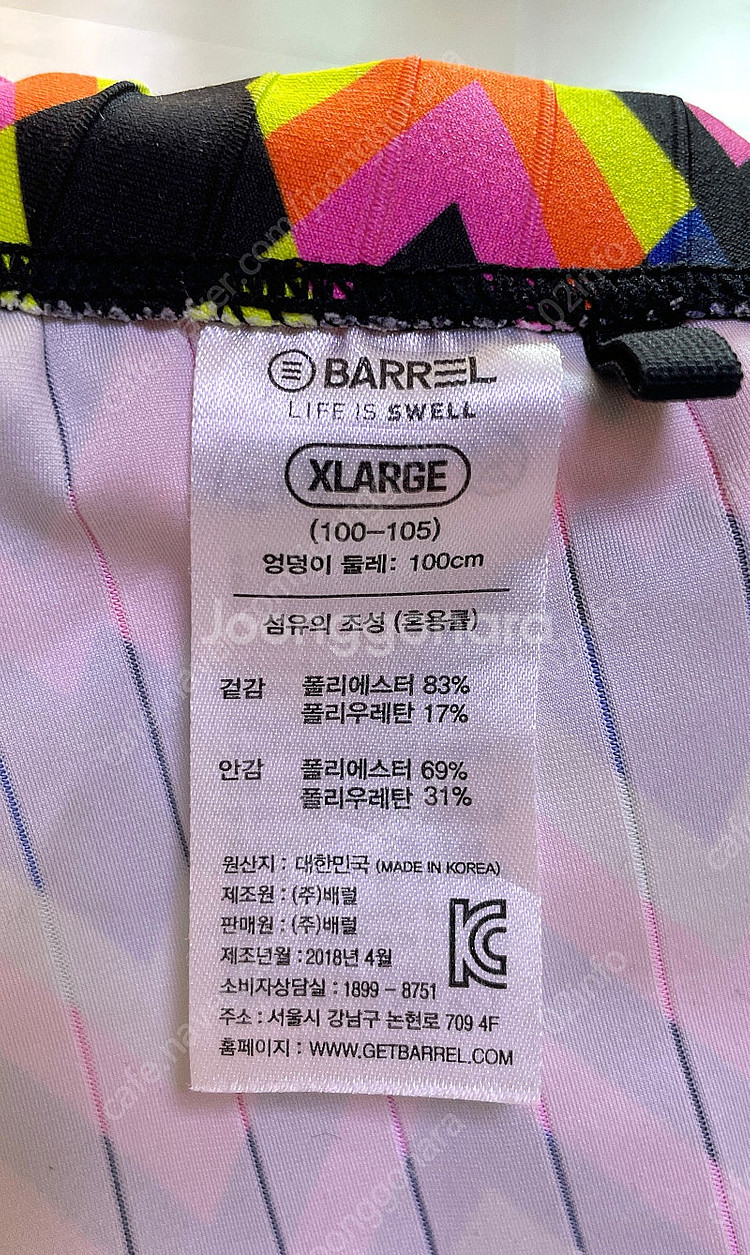 BARREL
LIFE IS SWELL
XLARGE
(100-105)
엉덩이 둘레: 100cm
섬유의 조성 (혼용률)
Joonggonara
겉감 폴리에스터 83%
폴리우레탄 17%
안감 폴리에스터 69%
폴리우레탄 31%
원산지 : 대한민국 (MADE IN KOREA)
제조원 : (주)배럴
판매원 : (주)배럴
제조년월 : 2018년 4월
소비자상담실 : 1899 - 8751
주소 : 서울시 강남구 논현로 709 4F
홈페이지 : WWW.GETBARREL.COM